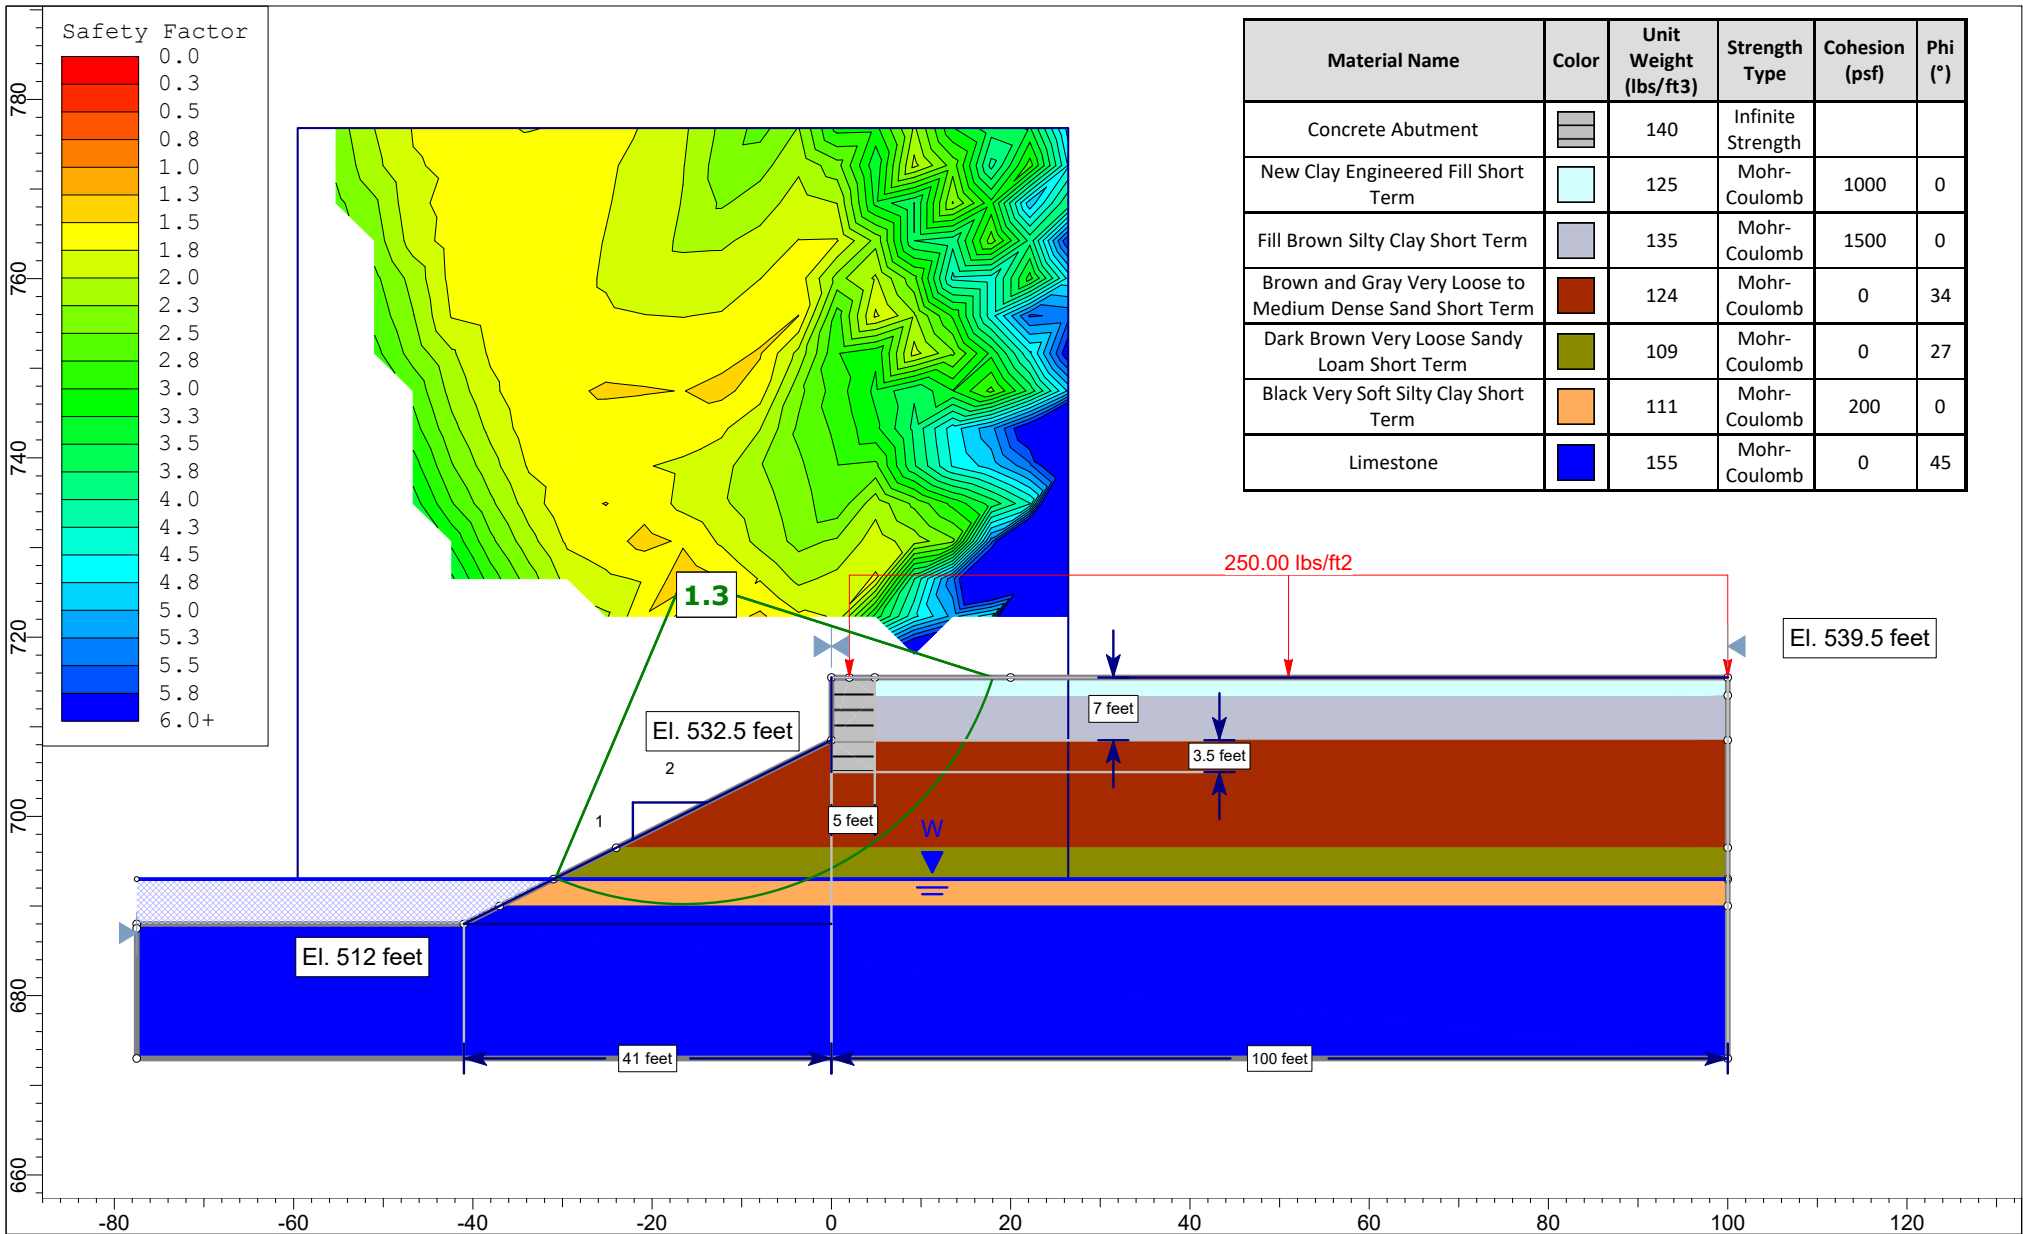 Safety Factor
0.0
0.3
0.5
0.8
1.0
1.3
1.5
1.8
2.0
2.3
2.5
2.8
3.0
3.3
3.5
3.8
4.0
4.3
4.5
4.8
5.0
5.3
5.5
5.8
6.0+
Material Name Color Unit Weight (lbs/ft3) Strength Type Cohesion (psf) Phi (°)
Concrete Abutment 140 Infinite Strength
New Clay Engineered Fill Short Term 125 Mohr-Coulomb 1000 0
Fill Brown Silty Clay Short Term 135 Mohr-Coulomb 1500 0
Brown and Gray Very Loose to Medium Dense Sand Short Term 124 Mohr-Coulomb 0 34
Dark Brown Very Loose Sandy Loam Short Term 109 Mohr-Coulomb 0 27
Black Very Soft Silty Clay Short Term 111 Mohr-Coulomb 200 0
Limestone 155 Mohr-Coulomb 0 45
250.00 lbs/ft2
1.3
El. 539.5 feet
El. 532.5 feet
7 feet
3.5 feet
2
1
5 feet
W
El. 512 feet
41 feet
100 feet
780
760
740
720
700
680
660
-80 -60 -40 -20 0 20 40 60 80 100 120